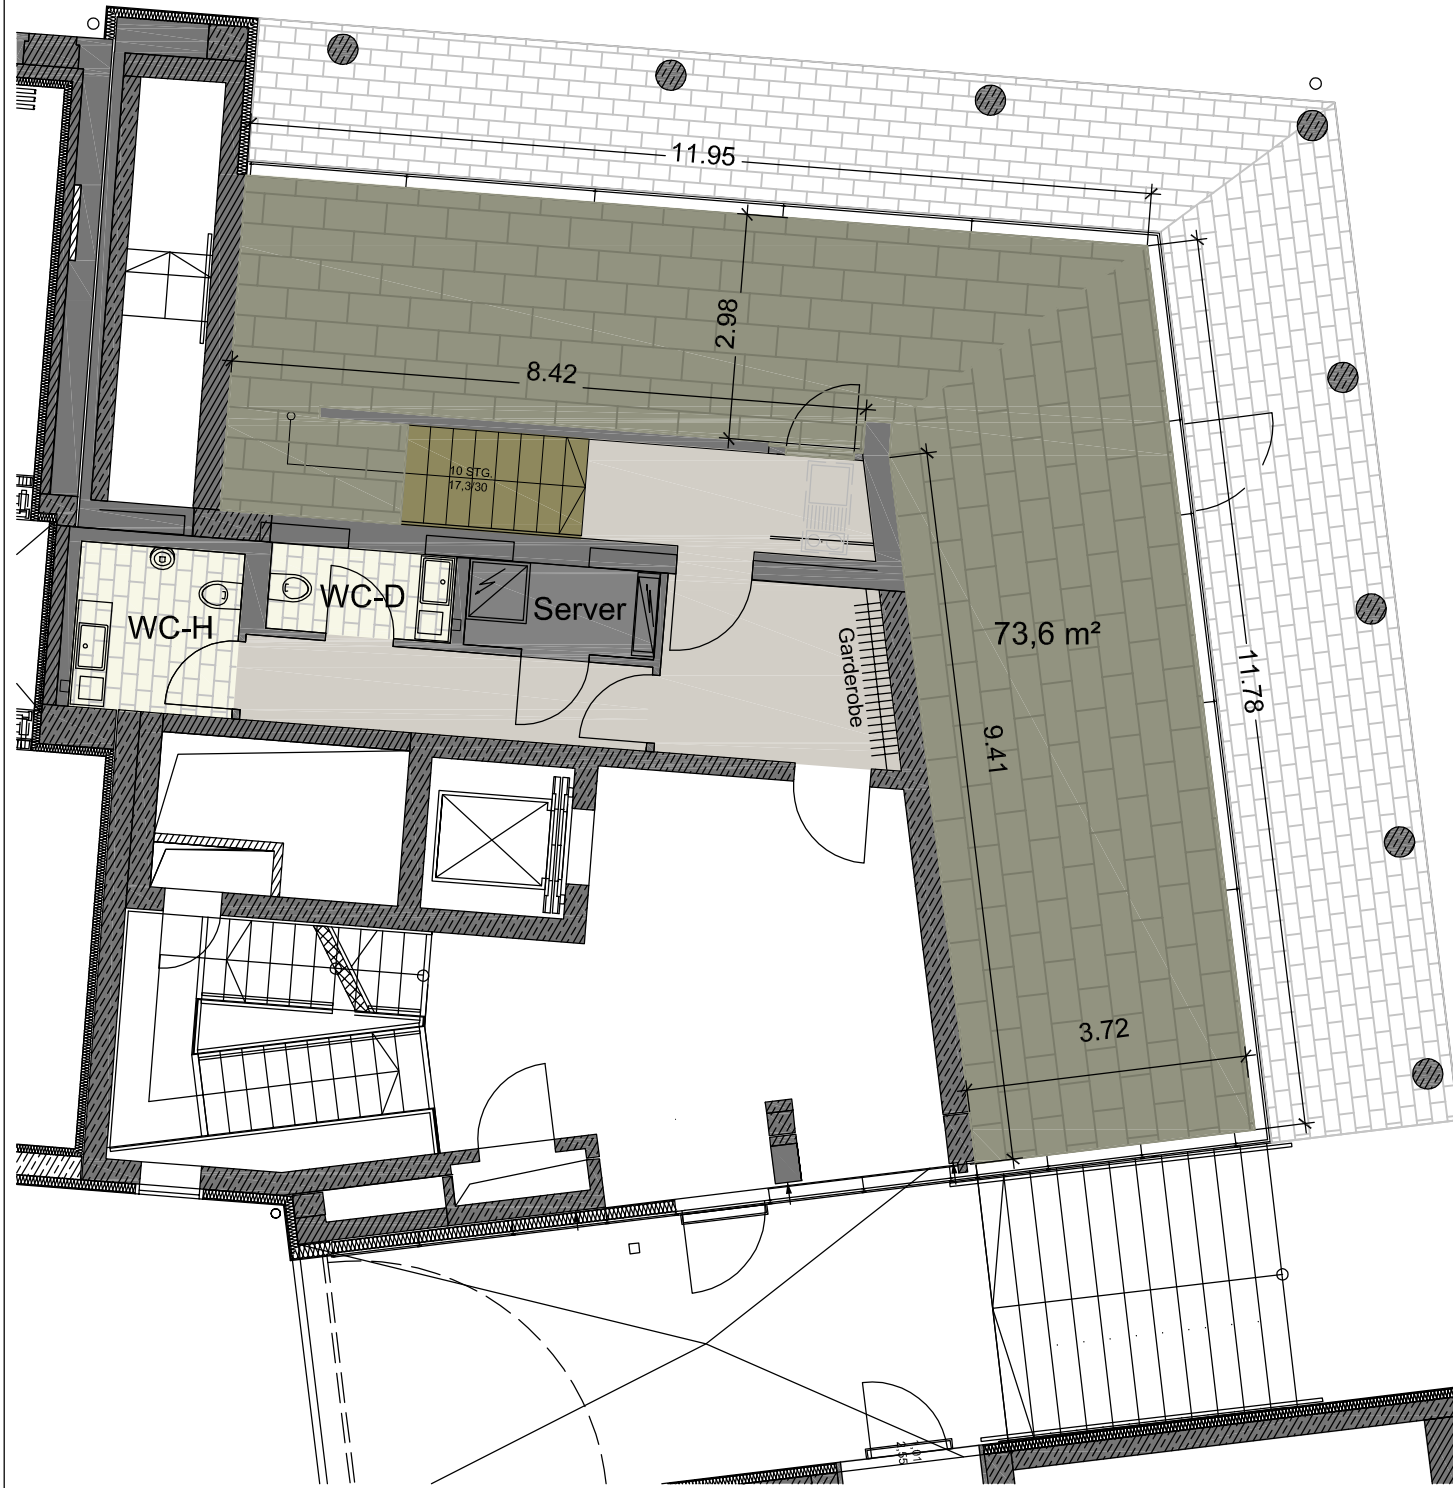 11.95
2.98
8.42
10 STG.
17,3/30
WC-D
Server
WC-H
73,6 m²
Garderobe
11.78
9.41
3.72